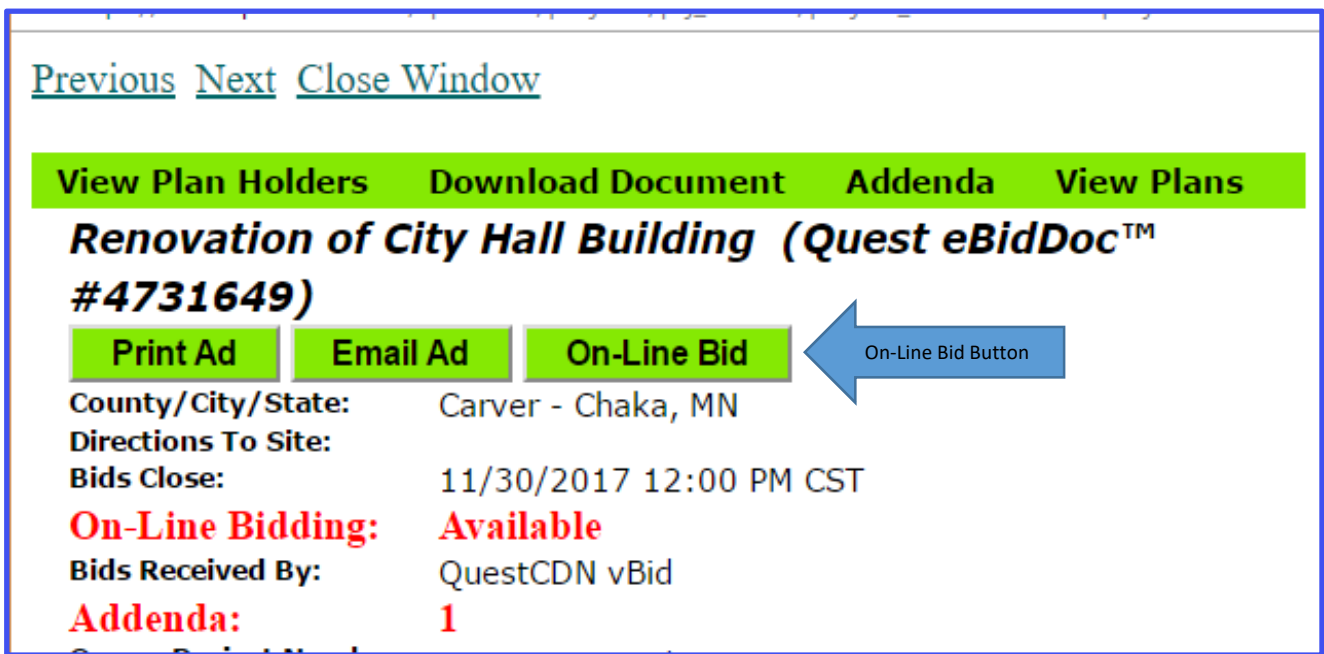 Previous Next Close Window
View Plan Holders Download Document Addenda View Plans
Renovation of City Hall Building (Quest eBidDoc™
#4731649)
Print Ad Email Ad On-Line Bid On-Line Bid Button
County/City/State: Carver - Chaka, MN
Directions To Site:
Bids Close: 11/30/2017 12:00 PM CST
On-Line Bidding: Available
Bids Received By: QuestCDN vBid
Addenda: 1